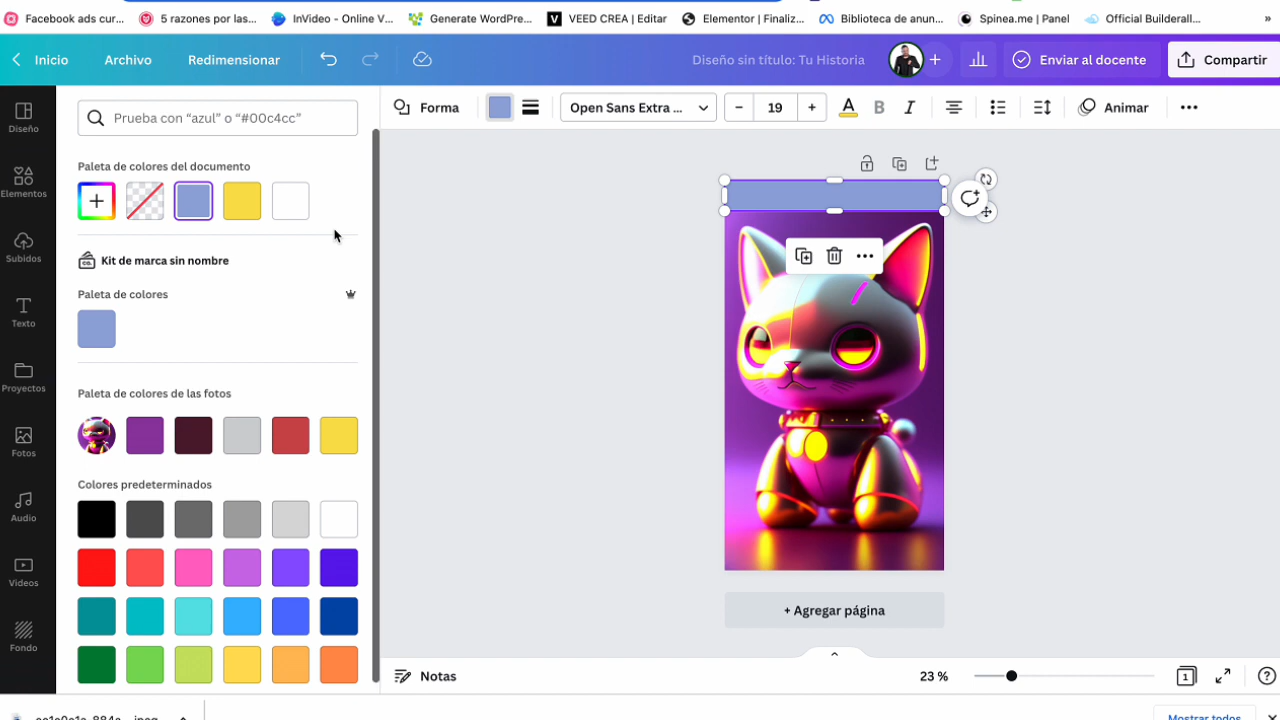 Facebook ads cur...
5 razones por las...
InVideo - Online V...
Generate WordPre...
VEED CREA | Editar
Elementor | Finaliz...
Biblioteca de anun...
Spinea.me | Panel
Official Builderall...
»
Inicio
Archivo
Redimensionar
Diseño sin título: Tu Historia
Enviar al docente
Compartir
Diseño
Elementos
Subidos
Texto
Proyectos
Fotos
Audio
Videos
Fondo
Prueba con “azul” o “#00c4cc”
Paleta de colores del documento
Kit de marca sin nombre
Paleta de colores
Paleta de colores de las fotos
Colores predeterminados
Forma
Open Sans Extra ...
– 19 +
A B I
Animar
+ Agregar página
Notas
23 %
1
?
Mostrar todos